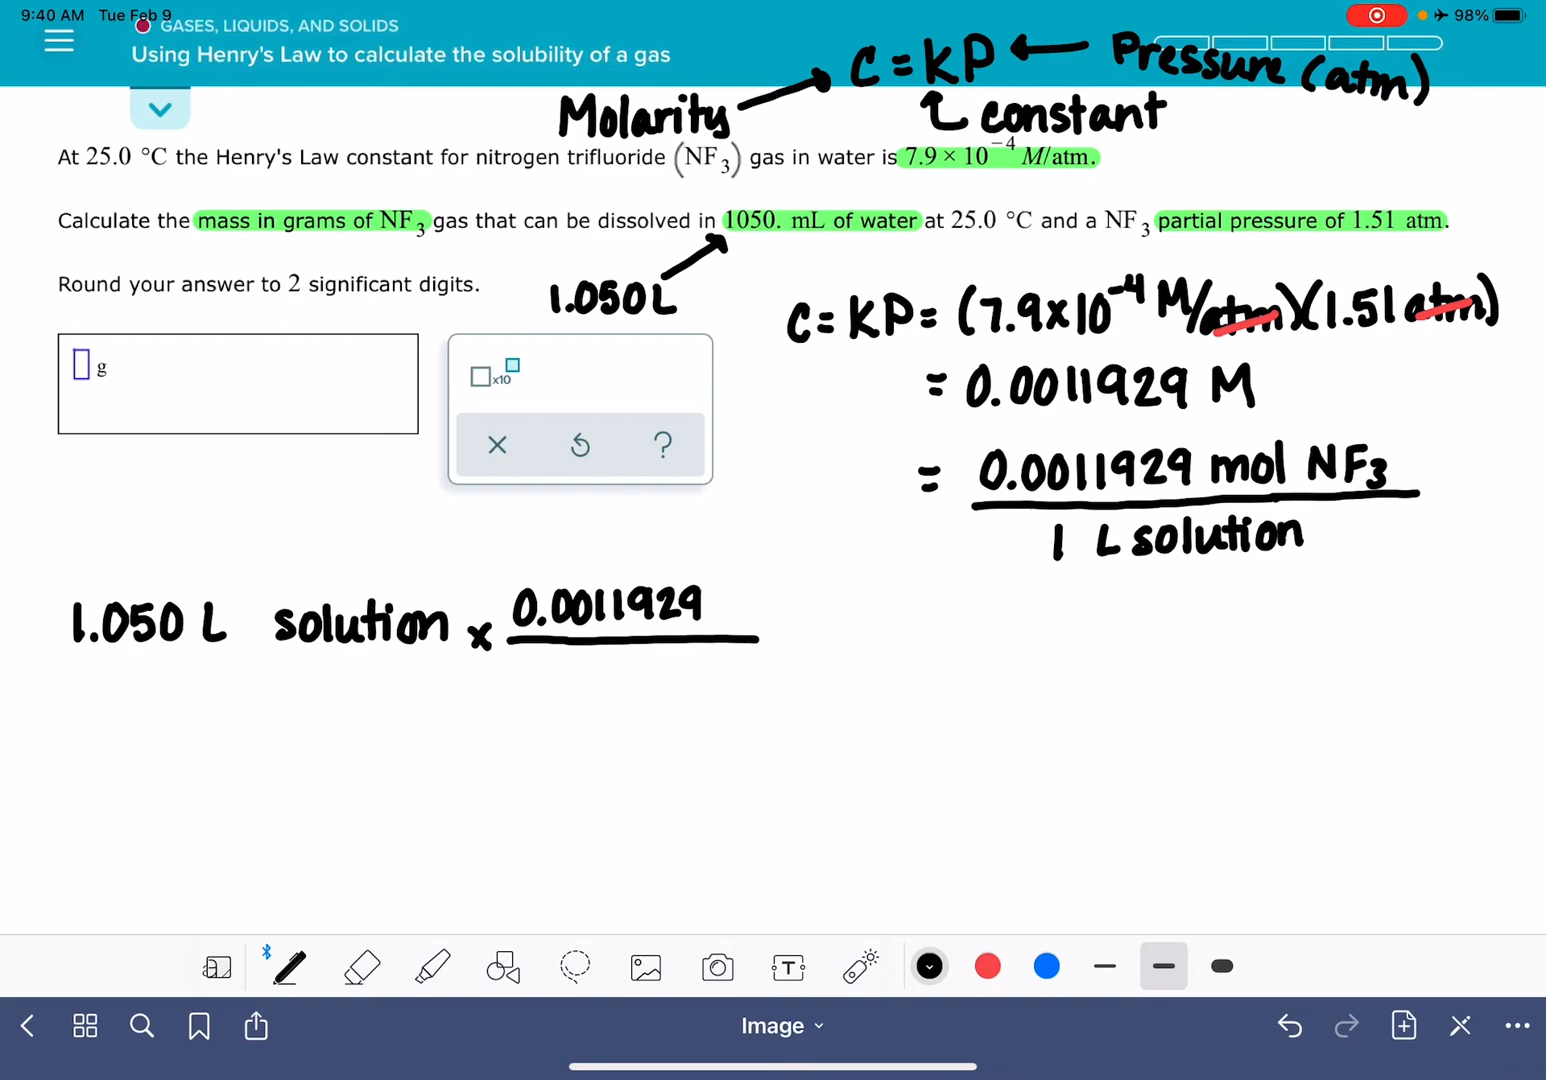 9:40 AM Tue Feb 9
98%
GASES, LIQUIDS, AND SOLIDS
Using Henry's Law to calculate the solubility of a gas
C = KP ← Pressure (atm)
Molarity
constant
At 25.0 °C the Henry's Law constant for nitrogen trifluoride (NF₃) gas in water is 7.9 × 10⁻⁴ M/atm.
Calculate the mass in grams of NF₃ gas that can be dissolved in 1050. mL of water at 25.0 °C and a NF₃ partial pressure of 1.51 atm.
Round your answer to 2 significant digits.
1.050 L
C = KP = (7.9x10⁻⁴ M/atm)(1.51 atm)
g
x10
= 0.0011929 M
?
= 0.0011929 mol NF₃
1 L solution
1.050 L solution x 0.0011929
a
T
Image